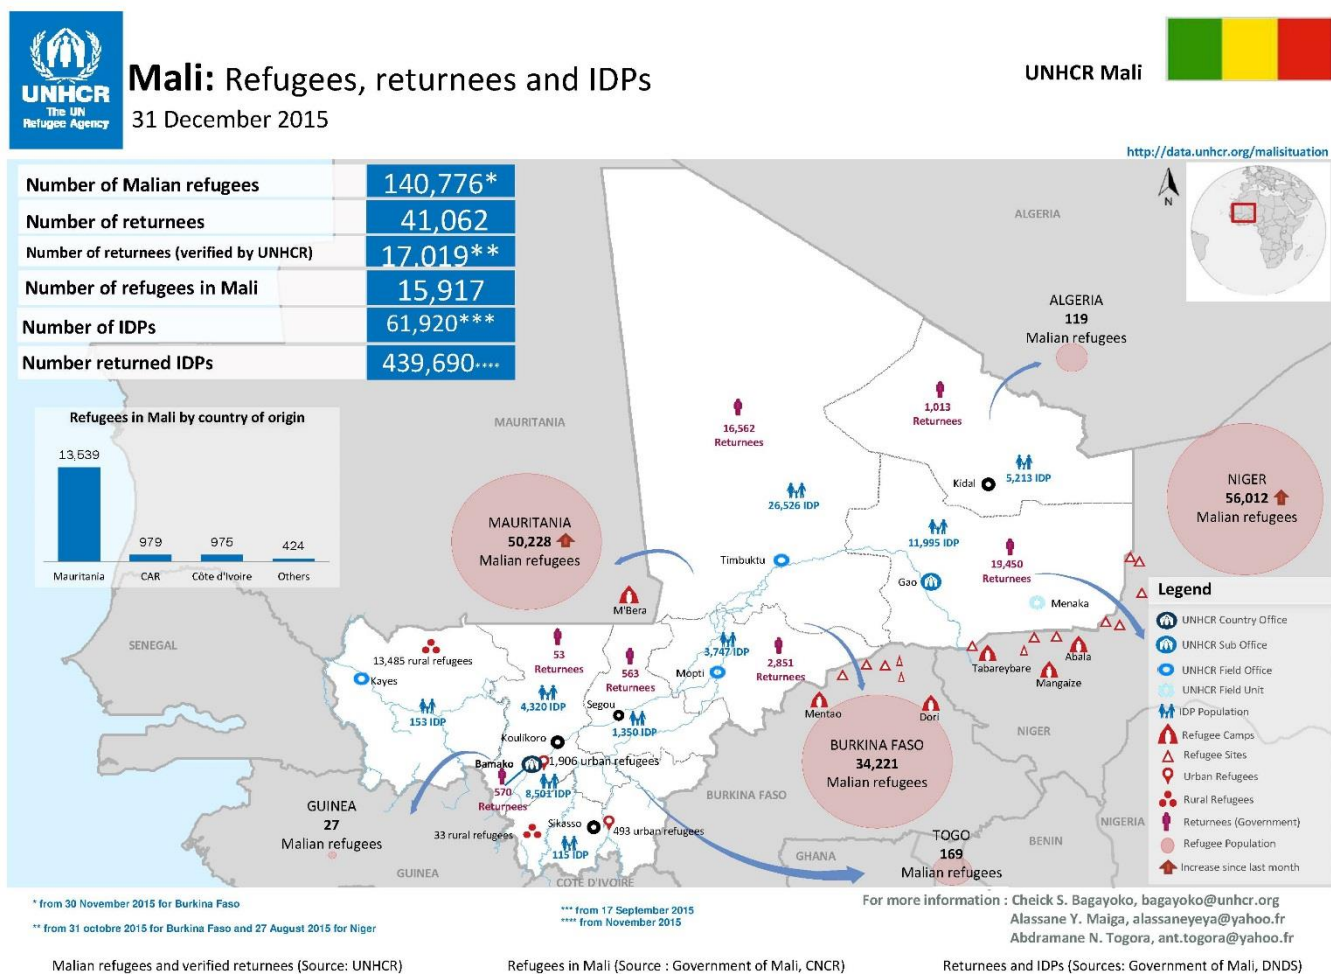 UNHCR
The UN
Refugee Agency
Mali: Refugees, returnees and IDPs
31 December 2015
UNHCR Mali
http://data.unhcr.org/malisituation
Number of Malian refugees 140,776*
Number of returnees 41,062
Number of returnees (verified by UNHCR) 17,019**
Number of refugees in Mali 15,917
Number of IDPs 61,920***
Number returned IDPs 439,690****
N
ALGERIA
ALGERIA
119
Malian refugees
Refugees in Mali by country of origin
13,539
979
975
424
Mauritania
CAR
Côte d'Ivoire
Others
MAURITANIA
MAURITANIA
50,228
Malian refugees
M'Bera
16,562
Returnees
1,013
Returnees
26,526 IDP
Kidal
5,213 IDP
11,995 IDP
19,450
Returnees
Timbuktu
Gao
Menaka
NIGER
56,012
Malian refugees
SENEGAL
13,485 rural refugees
Kayes
153 IDP
53
Returnees
4,320 IDP
563
Returnees
Segou
1,350 IDP
3,747 IDP
Mopti
2,851
Returnees
Koulikoro
Bamako
1,906 urban refugees
570
Returnees
8,501 IDP
Sikasso
33 rural refugees
493 urban refugees
115 IDP
Tabareybare
Abala
Mangaize
Mentao
Dori
NIGER
BURKINA FASO
34,221
Malian refugees
BURKINA FASO
GUINEA
27
Malian refugees
GUINEA
COTE D'IVOIRE
GHANA
TOGO
169
Malian refugees
BENIN
NIGERIA
Legend
UNHCR Country Office
UNHCR Sub Office
UNHCR Field Office
UNHCR Field Unit
IDP Population
Refugee Camps
Refugee Sites
Urban Refugees
Rural Refugees
Returnees (Government)
Refugee Population
Increase since last month
* from 30 November 2015 for Burkina Faso
** from 31 octobre 2015 for Burkina Faso and 27 August 2015 for Niger
*** from 17 September 2015
**** from November 2015
For more information : Cheick S. Bagayoko, bagayoko@unhcr.org
Alassane Y. Maiga, alassaneyeya@yahoo.fr
Abdramane N. Togora, ant.togora@yahoo.fr
Malian refugees and verified returnees (Source: UNHCR)
Refugees in Mali (Source : Government of Mali, CNCR)
Returnees and IDPs (Sources: Government of Mali, DNDS)